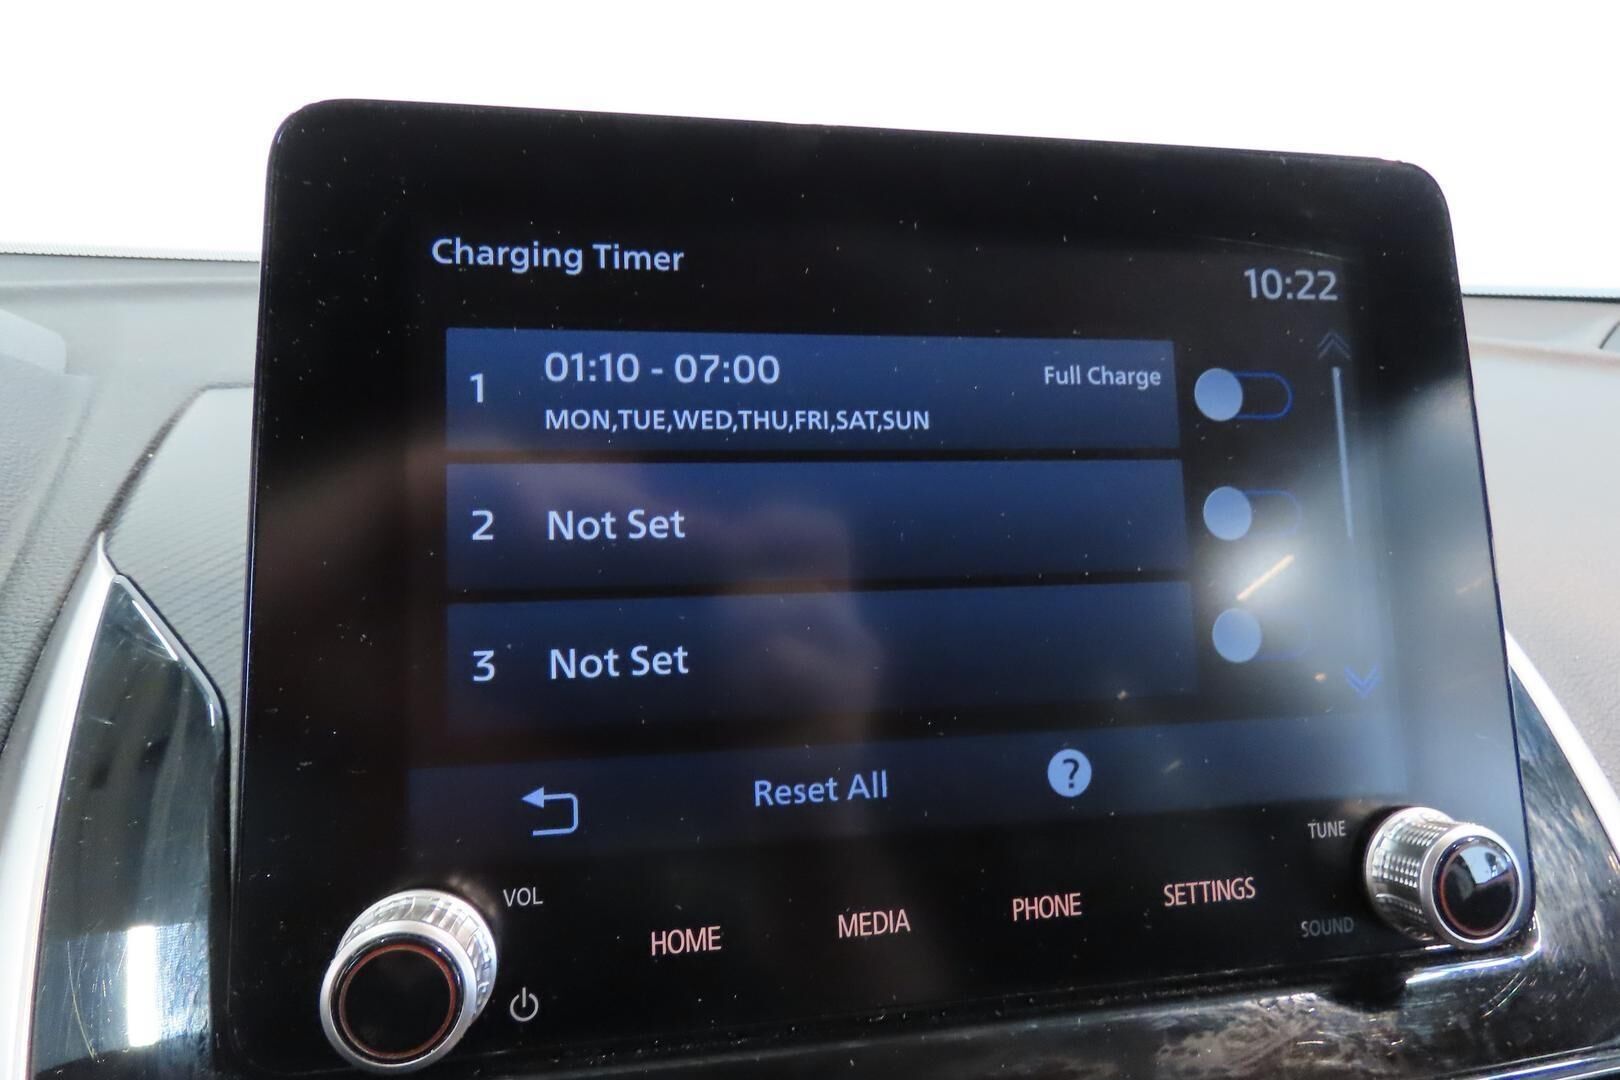 Charging Timer
10:22
1
01:10 - 07:00
Full Charge
MON,TUE,WED,THU,FRI,SAT,SUN
2
Not Set
3
Not Set
Reset All
?
TUNE
VOL
HOME
MEDIA
PHONE
SETTINGS
SOUND